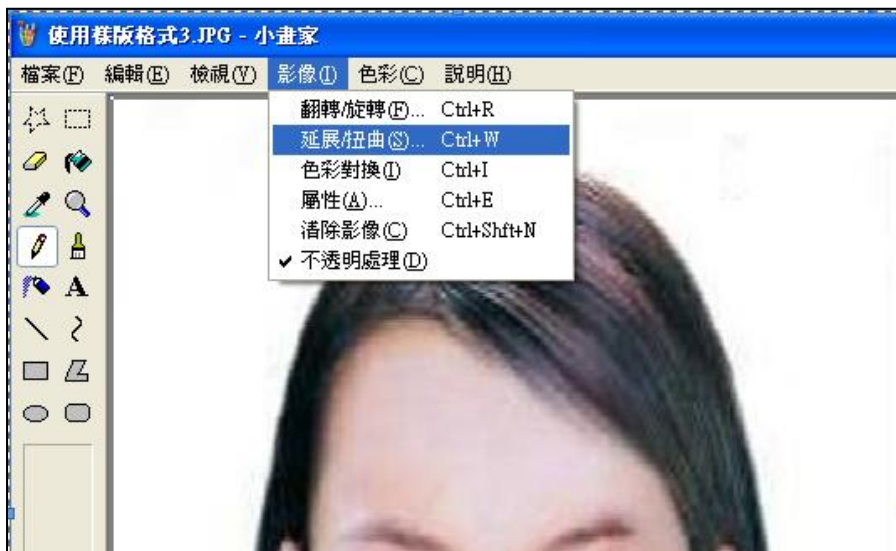 使用樣版格式3.JPG - 小畫家
檔案(F) 編輯(E) 檢視(V) 影像(I) 色彩(C) 說明(H)
翻轉/旋轉(F)... Ctrl+R
延展/扭曲(S)... Ctrl+W
色彩對換(I) Ctrl+I
屬性(A)... Ctrl+E
清除影像(C) Ctrl+Shft+N
✓ 不透明處理(D)
A